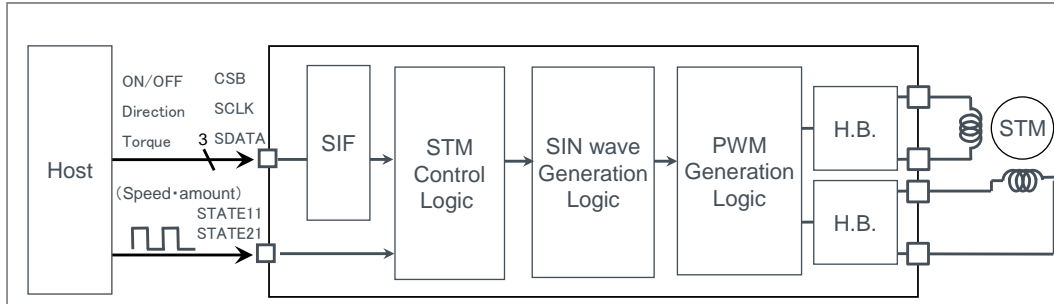 Host
ON/OFF CSB
Direction SCLK
Torque 3 SDATA
(Speed・amount)
STATE11
STATE21
SIF
STM
Control
Logic
SIN wave
Generation
Logic
PWM
Generation
Logic
H.B.
H.B.
STM